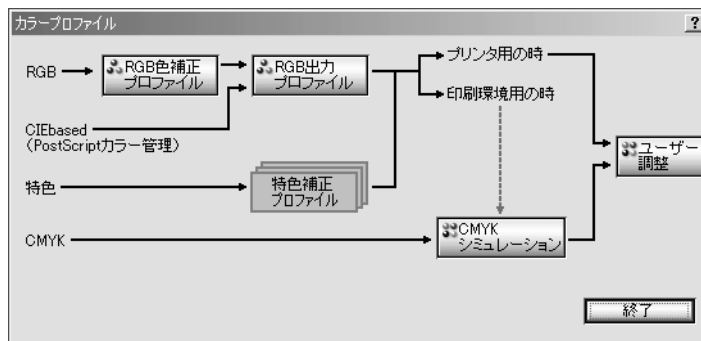 カラープロファイル
?
RGB
RGB色補正
プロファイル
RGB出力
プロファイル
プリンタ用の時
印刷環境用の時
CIEbased
(PostScriptカラー管理)
ユーザー
調整
特色
特色補正
プロファイル
CMYK
CMYK
シミュレーション
終了